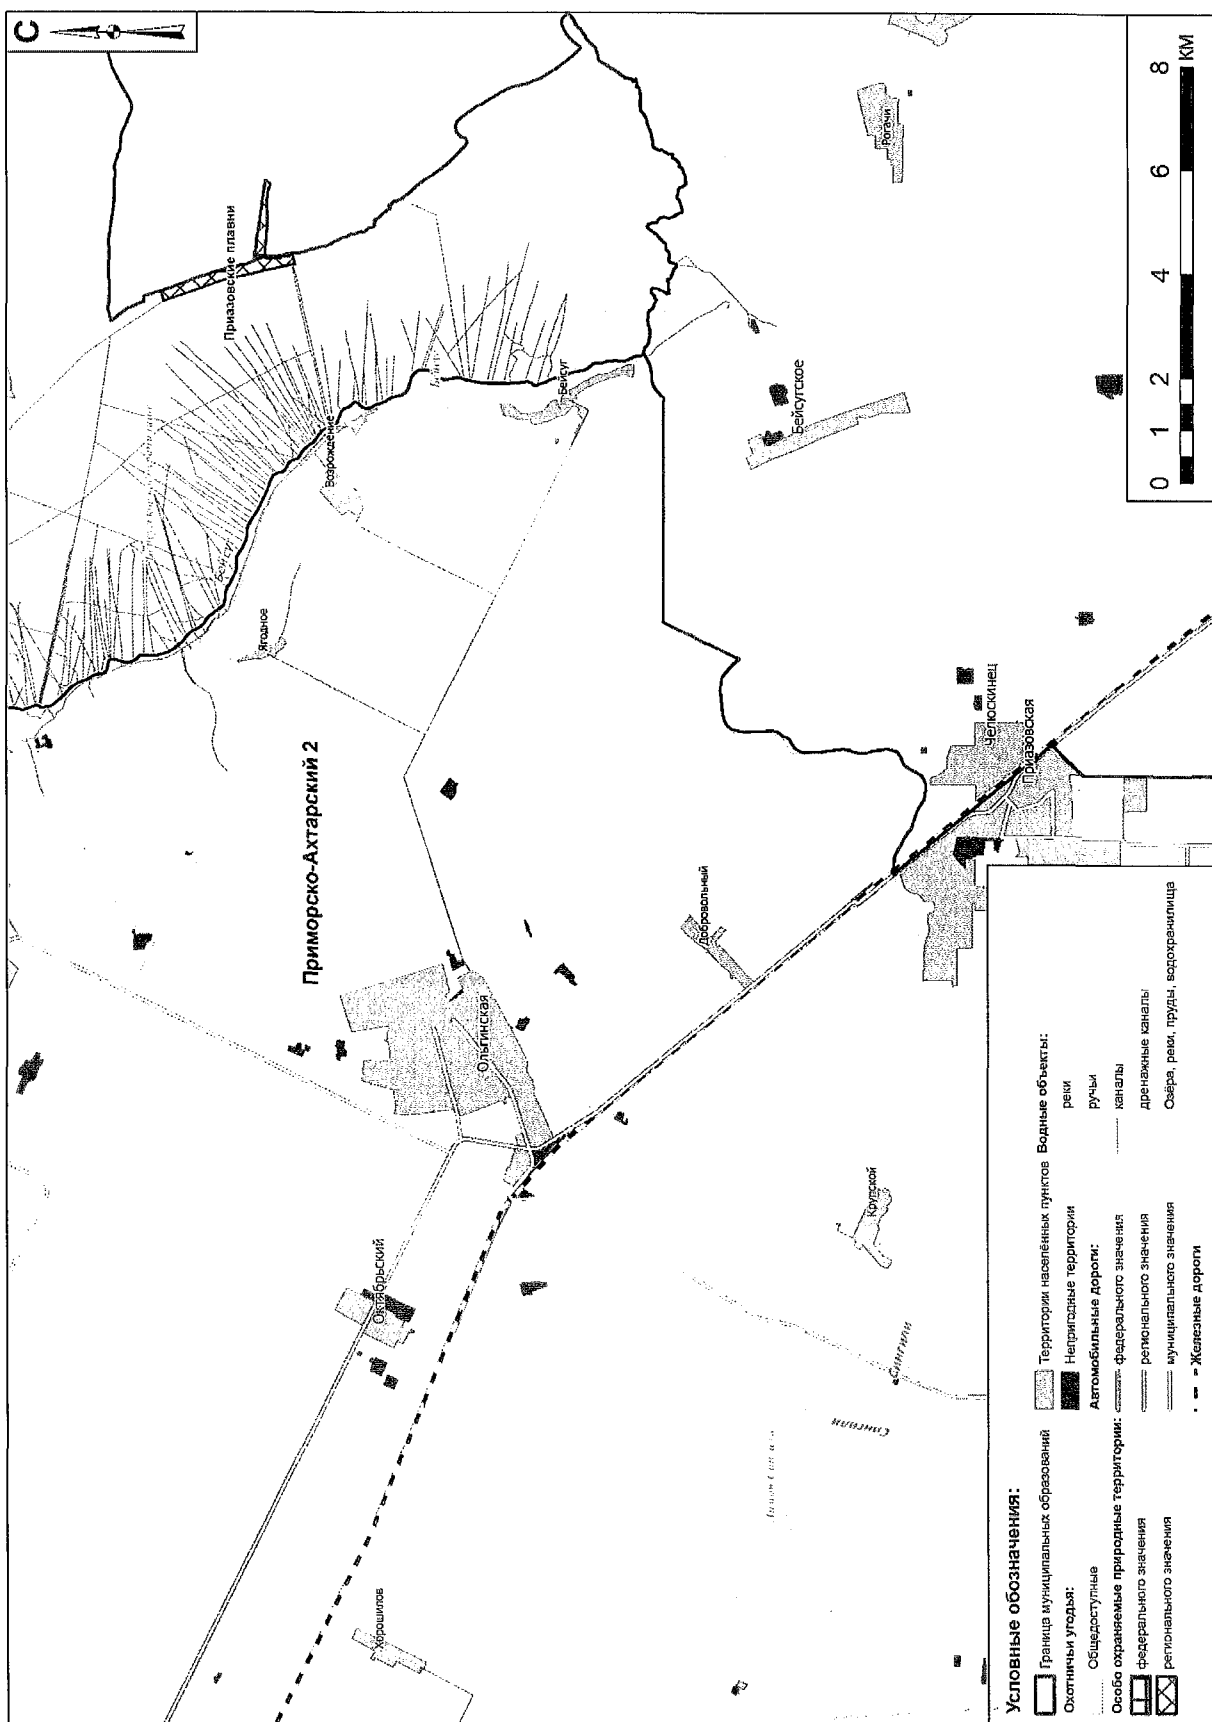 С
Приазовские плавни
Рогачи
Возрождение
Бейсуг
Бейсуг
Бейсугское
Ягодное
Приморско-Ахтарский 2
Ольгинская
Добровольный
Челюскинец
Приазовская
Октябрьский
Крупской
Хорошилов
0 1 2 4 6 8
КМ
Условные обозначения:
Граница муниципальных образований
Охотничьи угодья:
Общедоступные
Особо охраняемые природные территории:
федерального значения
регионального значения
Территории населённых пунктов
Непригодные территории
Автомобильные дороги:
федерального значения
регионального значения
муниципального значения
Железные дороги
Водные объекты:
реки
ручьи
каналы
дренажные каналы
Озёра, реки, пруды, водохранилища